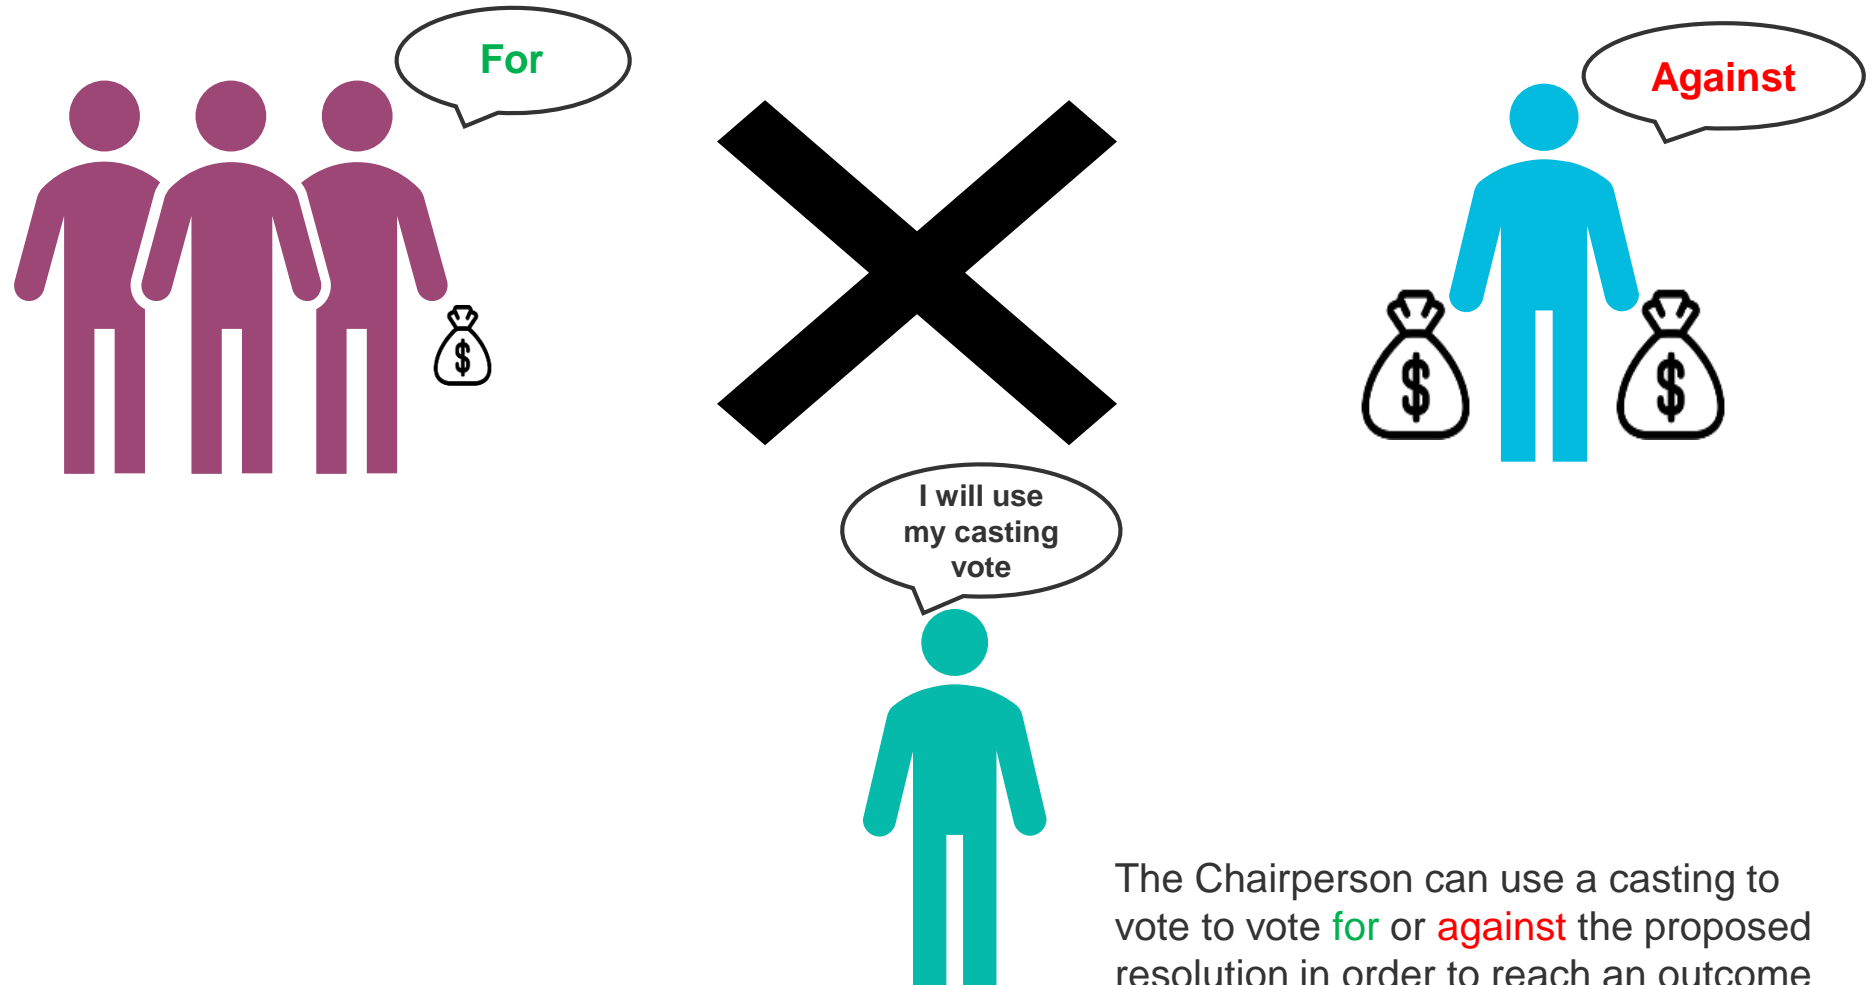 For
Against
$
$
$
I will use
my casting
vote
The Chairperson can use a casting to
vote to vote for or against the proposed
resolution in order to reach an outcome